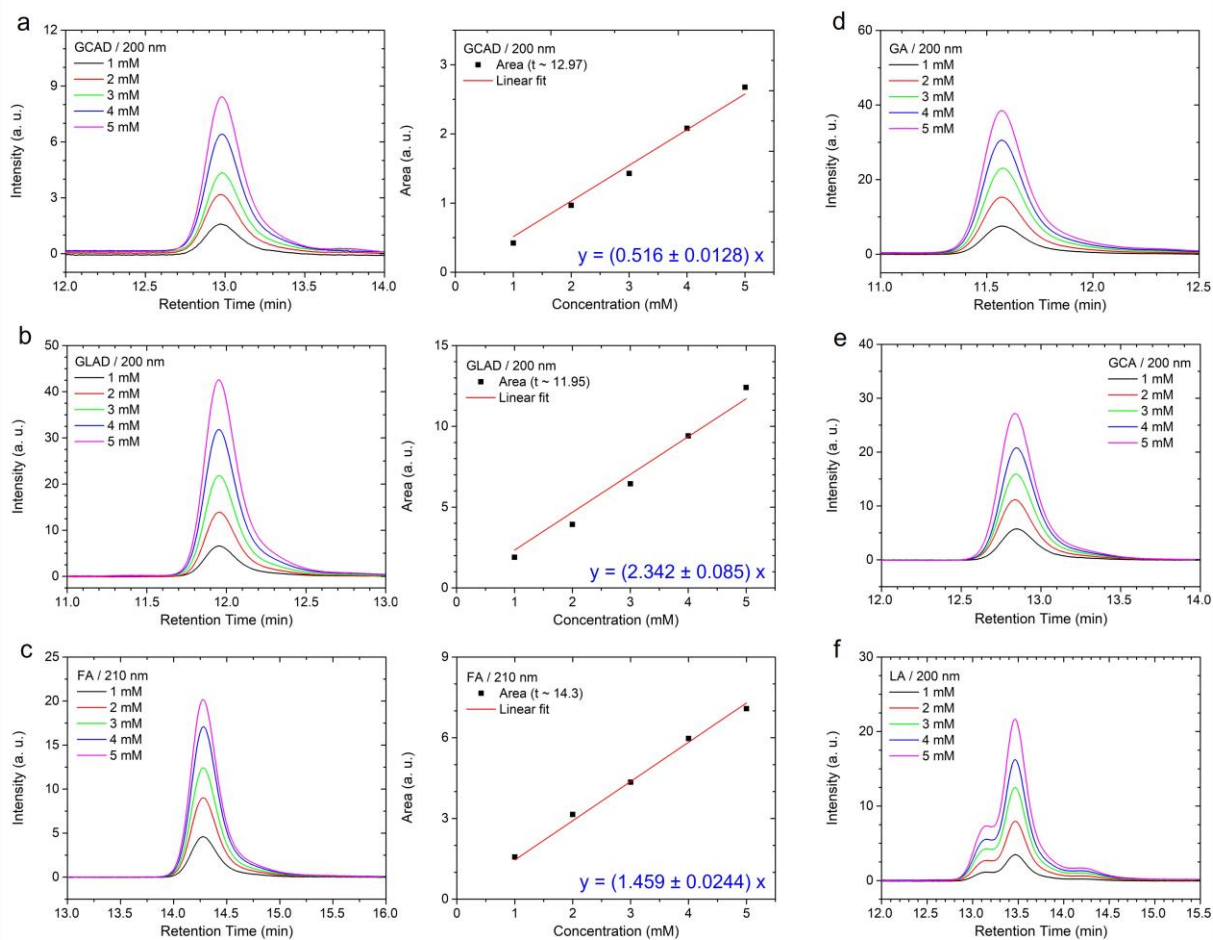 a
GCAD / 200 nm
1 mM
2 mM
3 mM
4 mM
5 mM
Intensity (a. u.)
12
9
6
3
0
12.0 12.5 13.0 13.5 14.0
Retention Time (min)
GCAD / 200 nm
Area (t ~ 12.97)
Linear fit
Area (a. u.)
3
2
1
0
y = (0.516 ± 0.0128) x
0 1 2 3 4 5
Concentration (mM)
d
GA / 200 nm
1 mM
2 mM
3 mM
4 mM
5 mM
Intensity (a. u.)
60
40
20
0
11.0 11.5 12.0 12.5
Retention Time (min)
b
GLAD / 200 nm
1 mM
2 mM
3 mM
4 mM
5 mM
Intensity (a. u.)
50
40
30
20
10
0
11.0 11.5 12.0 12.5 13.0
Retention Time (min)
GLAD / 200 nm
Area (t ~ 11.95)
Linear fit
Area (a. u.)
15
10
5
0
y = (2.342 ± 0.085) x
0 1 2 3 4 5
Concentration (mM)
e
GCA / 200 nm
1 mM
2 mM
3 mM
4 mM
5 mM
Intensity (a. u.)
40
30
20
10
0
12.0 12.5 13.0 13.5 14.0
Retention Time (min)
c
FA / 210 nm
1 mM
2 mM
3 mM
4 mM
5 mM
Intensity (a. u.)
25
20
15
10
5
0
13.0 13.5 14.0 14.5 15.0 15.5 16.0
Retention Time (min)
FA / 210 nm
Area (t ~ 14.3)
Linear fit
Area (a. u.)
9
6
3
0
y = (1.459 ± 0.0244) x
0 1 2 3 4 5
Concentration (mM)
f
LA / 200 nm
1 mM
2 mM
3 mM
4 mM
5 mM
Intensity (a. u.)
30
20
10
0
12.0 12.5 13.0 13.5 14.0 14.5 15.0 15.5
Retention Time (min)